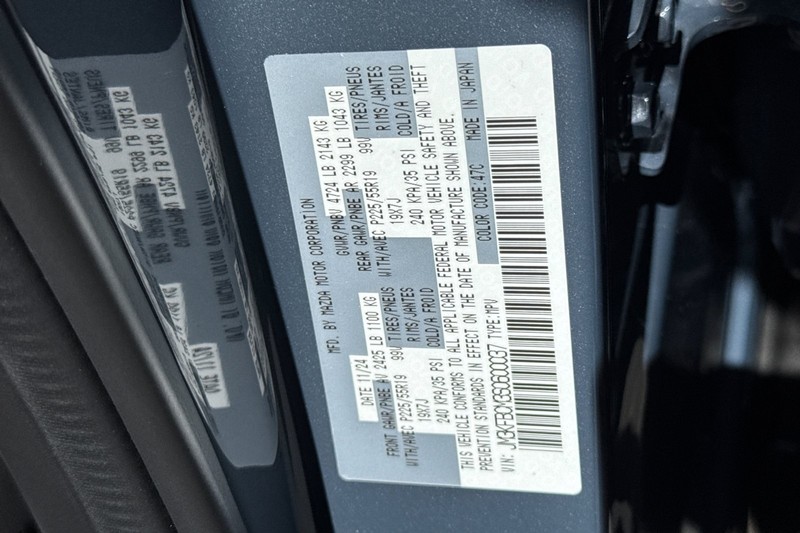 MFD. BY MAZDA MOTOR CORPORATION
DATE 11/24 GVWR/PNBV 4724 LB 2143 KG
FRONT GAWR/PNBE AV 2425 LB 1100 KG REAR GAWR/PNBE AR 2299 LB 1043 KG
WITH/AVEC P225/55R19 99V TIRES/PNEUS WITH/AVEC P225/55R19 99V TIRES/PNEUS
19X7J RIMS/JANTES 19X7J RIMS/JANTES
240 KPA/35 PSI COLD/A FROID 240 KPA/35 PSI COLD/A FROID
THIS VEHICLE CONFORMS TO ALL APPLICABLE FEDERAL MOTOR VEHICLE SAFETY AND THEFT
PREVENTION STANDARDS IN EFFECT ON THE DATE OF MANUFACTURE SHOWN ABOVE.
COLOR CODE:47C MADE IN JAPAN
TYPE:MPV